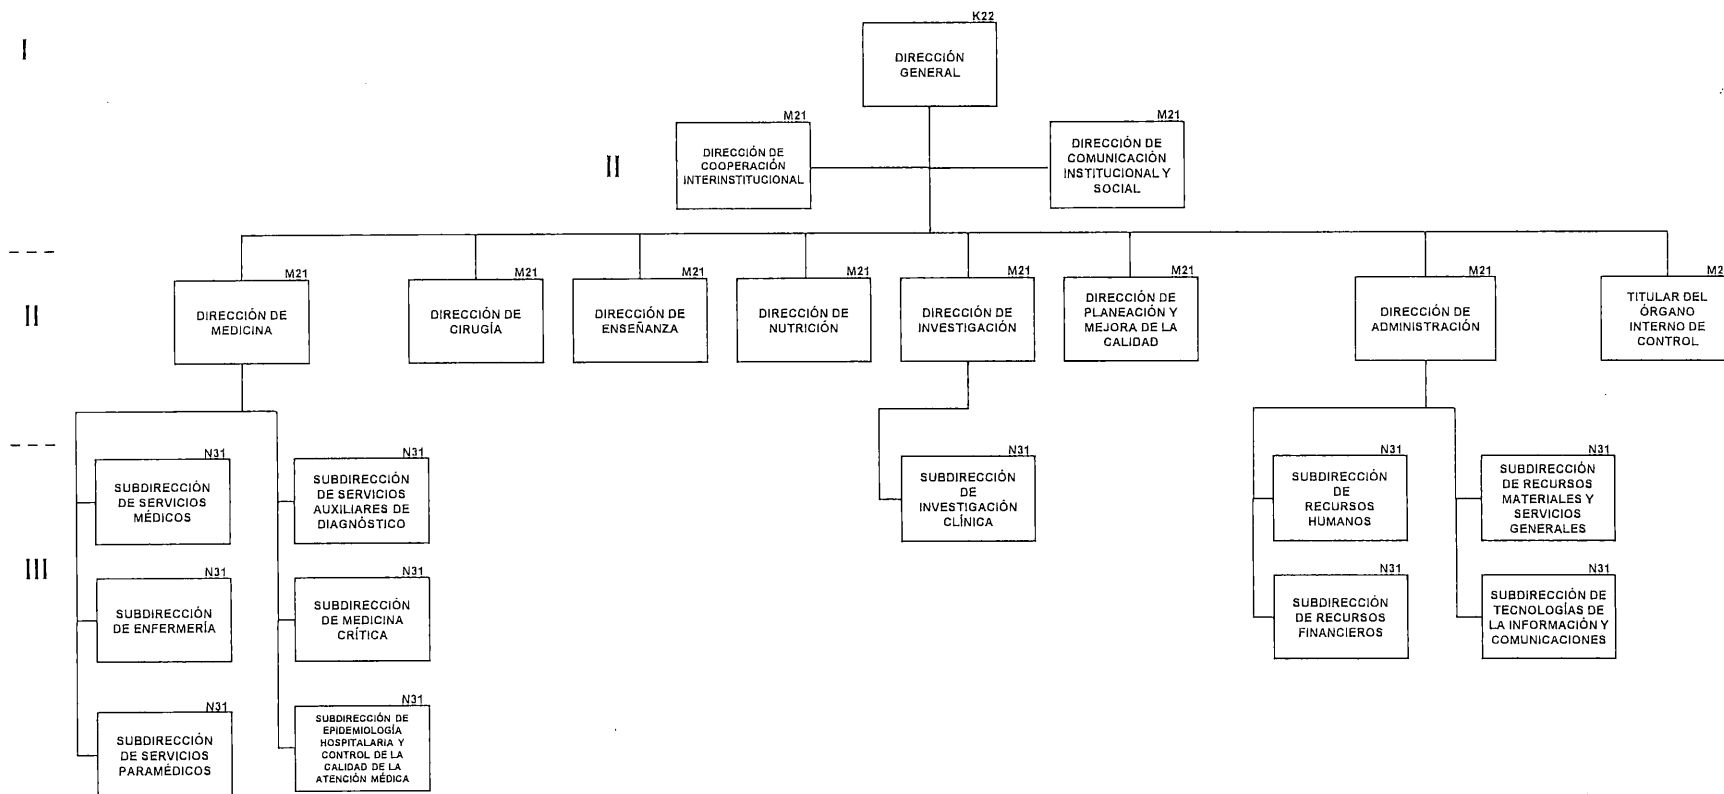 I
K22
DIRECCIÓN
GENERAL
II
M21
DIRECCIÓN DE
COOPERACIÓN
INTERINSTITUCIONAL
M21
DIRECCIÓN DE
COMUNICACIÓN
INSTITUCIONAL Y
SOCIAL
II
M21
DIRECCIÓN DE
MEDICINA
M21
DIRECCIÓN DE
CIRUGÍA
M21
DIRECCIÓN DE
ENSEÑANZA
M21
DIRECCIÓN DE
NUTRICIÓN
M21
DIRECCIÓN DE
INVESTIGACIÓN
M21
DIRECCIÓN DE
PLANEACIÓN Y
MEJORA DE LA
CALIDAD
M21
DIRECCIÓN DE
ADMINISTRACIÓN
M2
TITULAR DEL
ÓRGANO
INTERNO DE
CONTROL
III
N31
SUBDIRECCIÓN
DE SERVICIOS
MÉDICOS
N31
SUBDIRECCIÓN
DE SERVICIOS
AUXILIARES DE
DIAGNÓSTICO
N31
SUBDIRECCIÓN
DE
INVESTIGACIÓN
CLÍNICA
N31
SUBDIRECCIÓN
DE
RECURSOS
HUMANOS
N31
SUBDIRECCIÓN
DE RECURSOS
MATERIALES Y
SERVICIOS
GENERALES
N31
SUBDIRECCIÓN
DE ENFERMERÍA
N31
SUBDIRECCIÓN
DE MEDICINA
CRÍTICA
N31
SUBDIRECCIÓN
DE RECURSOS
FINANCIEROS
N31
SUBDIRECCIÓN DE
TECNOLOGÍAS DE
LA INFORMACIÓN Y
COMUNICACIONES
N31
SUBDIRECCIÓN
DE SERVICIOS
PARAMÉDICOS
N31
SUBDIRECCIÓN DE
EPIDEMIOLOGÍA
HOSPITALARIA Y
CONTROL DE LA
CALIDAD DE LA
ATENCIÓN MÉDICA